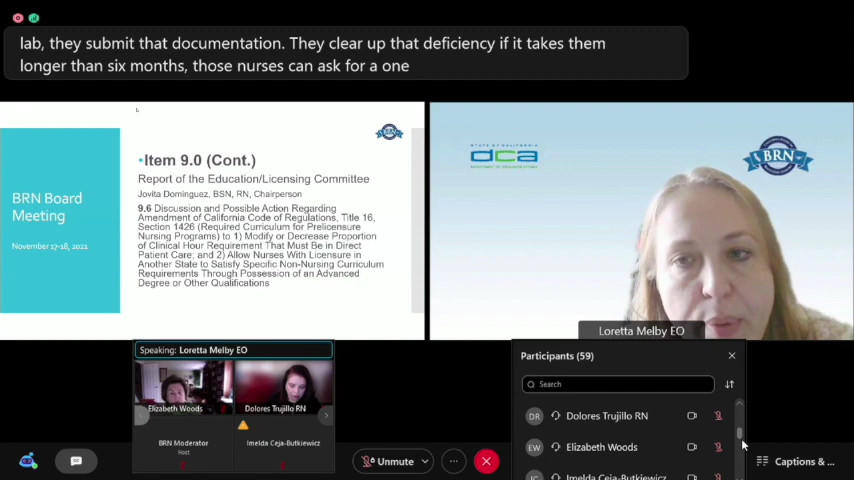 lab, they submit that documentation. They clear up that deficiency if it takes them
longer than six months, those nurses can ask for a one
BRN Board
Meeting
November 17-18, 2021
BRN
•Item 9.0 (Cont.)
Report of the Education/Licensing Committee
Jovita Dominguez, BSN, RN, Chairperson
9.6 Discussion and Possible Action Regarding
Amendment of California Code of Regulations, Title 16,
Section 1426 (Required Curriculum for Prelicensure
Nursing Programs) to 1) Modify or Decrease Proportion
of Clinical Hour Requirement That Must Be in Direct
Patient Care; and 2) Allow Nurses With Licensure in
Another State to Satisfy Specific Non-Nursing Curriculum
Requirements Through Possession of an Advanced
Degree or Other Qualifications
STATE OF CALIFORNIA
dca
DEPARTMENT OF CONSUMER AFFAIRS
BRN
Loretta Melby EO
Speaking: Loretta Melby EO
Elizabeth Woods
Dolores Trujillo RN
BRN Moderator
Host
Imelda Ceja-Butkiewicz
Participants (59)
Search
DR Dolores Trujillo RN
EW Elizabeth Woods
Imelda Ceja-Butkiewicz
Unmute
Captions & ...